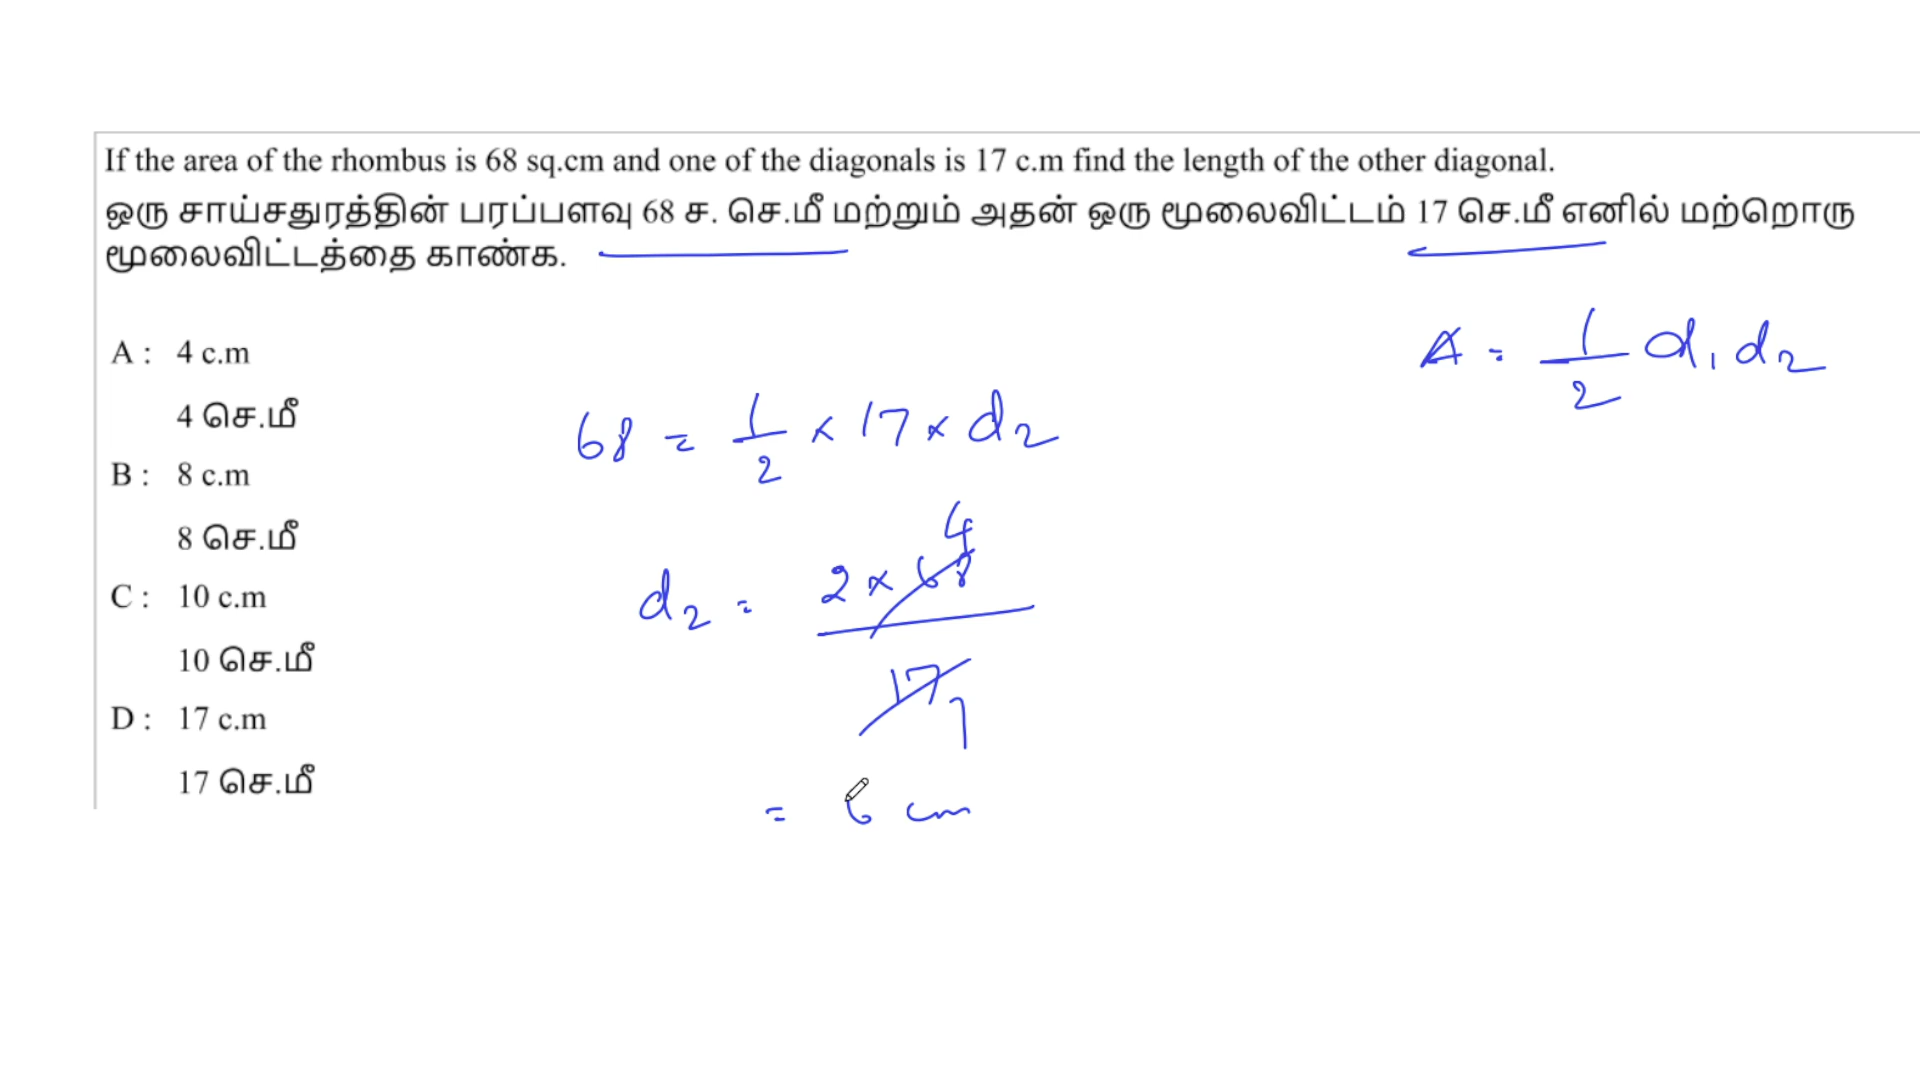 If the area of the rhombus is 68 sq.cm and one of the diagonals is 17 c.m find the length of the other diagonal.
ஒரு சாய்சதுரத்தின் பரப்பளவு 68 ச. செ.மீ மற்றும் அதன் ஒரு மூலைவிட்டம் 17 செ.மீ எனில் மற்றொரு
மூலைவிட்டத்தை காண்க.
A = 1/2 d₁ d₂
A : 4 c.m
4 செ.மீ
B : 8 c.m
8 செ.மீ
C : 10 c.m
10 செ.மீ
D : 17 c.m
17 செ.மீ
68 = 1/2 × 17 × d₂
4
d₂ = 2 × 68
17
1
= cm